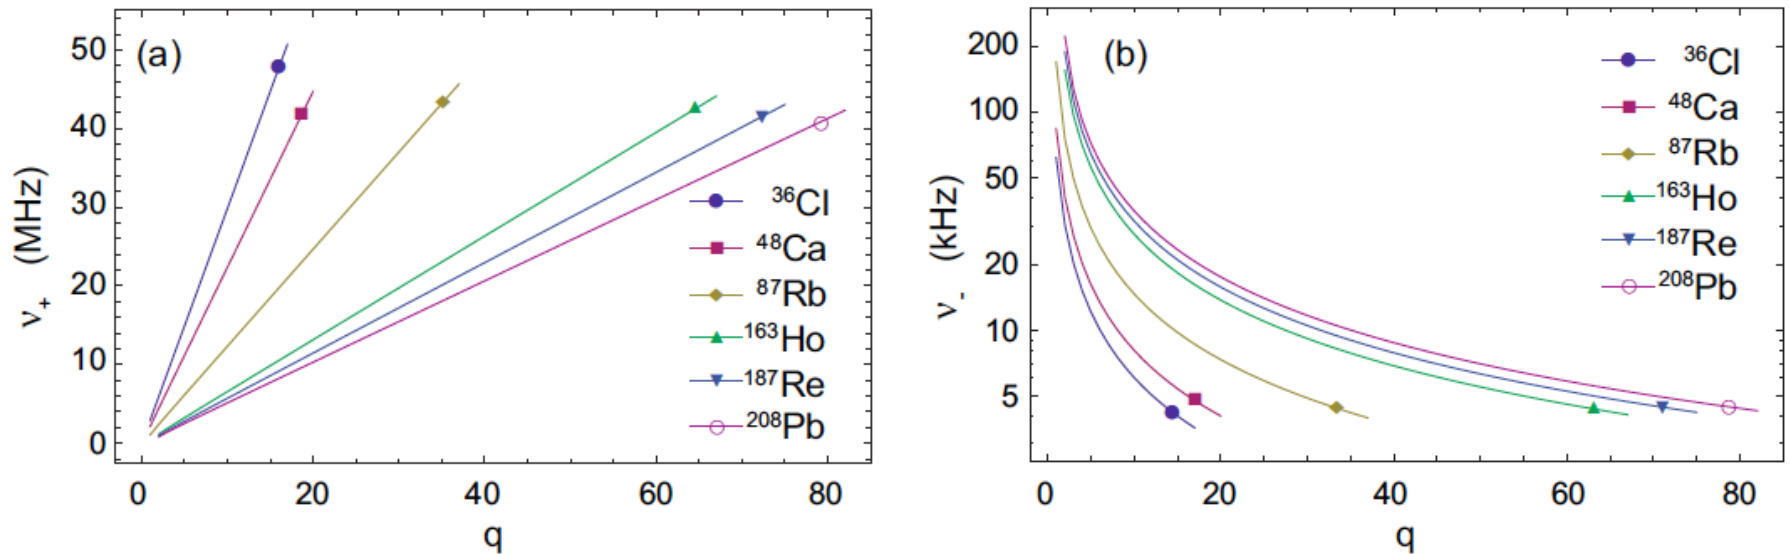 (a)
50
40
30
20
10
0
ν₊ (MHz)
³⁶Cl
⁴⁸Ca
⁸⁷Rb
¹⁶³Ho
¹⁸⁷Re
²⁰⁸Pb
0 20 40 60 80
q
(b)
200
100
50
20
10
5
ν₋ (kHz)
³⁶Cl
⁴⁸Ca
⁸⁷Rb
¹⁶³Ho
¹⁸⁷Re
²⁰⁸Pb
0 20 40 60 80
q